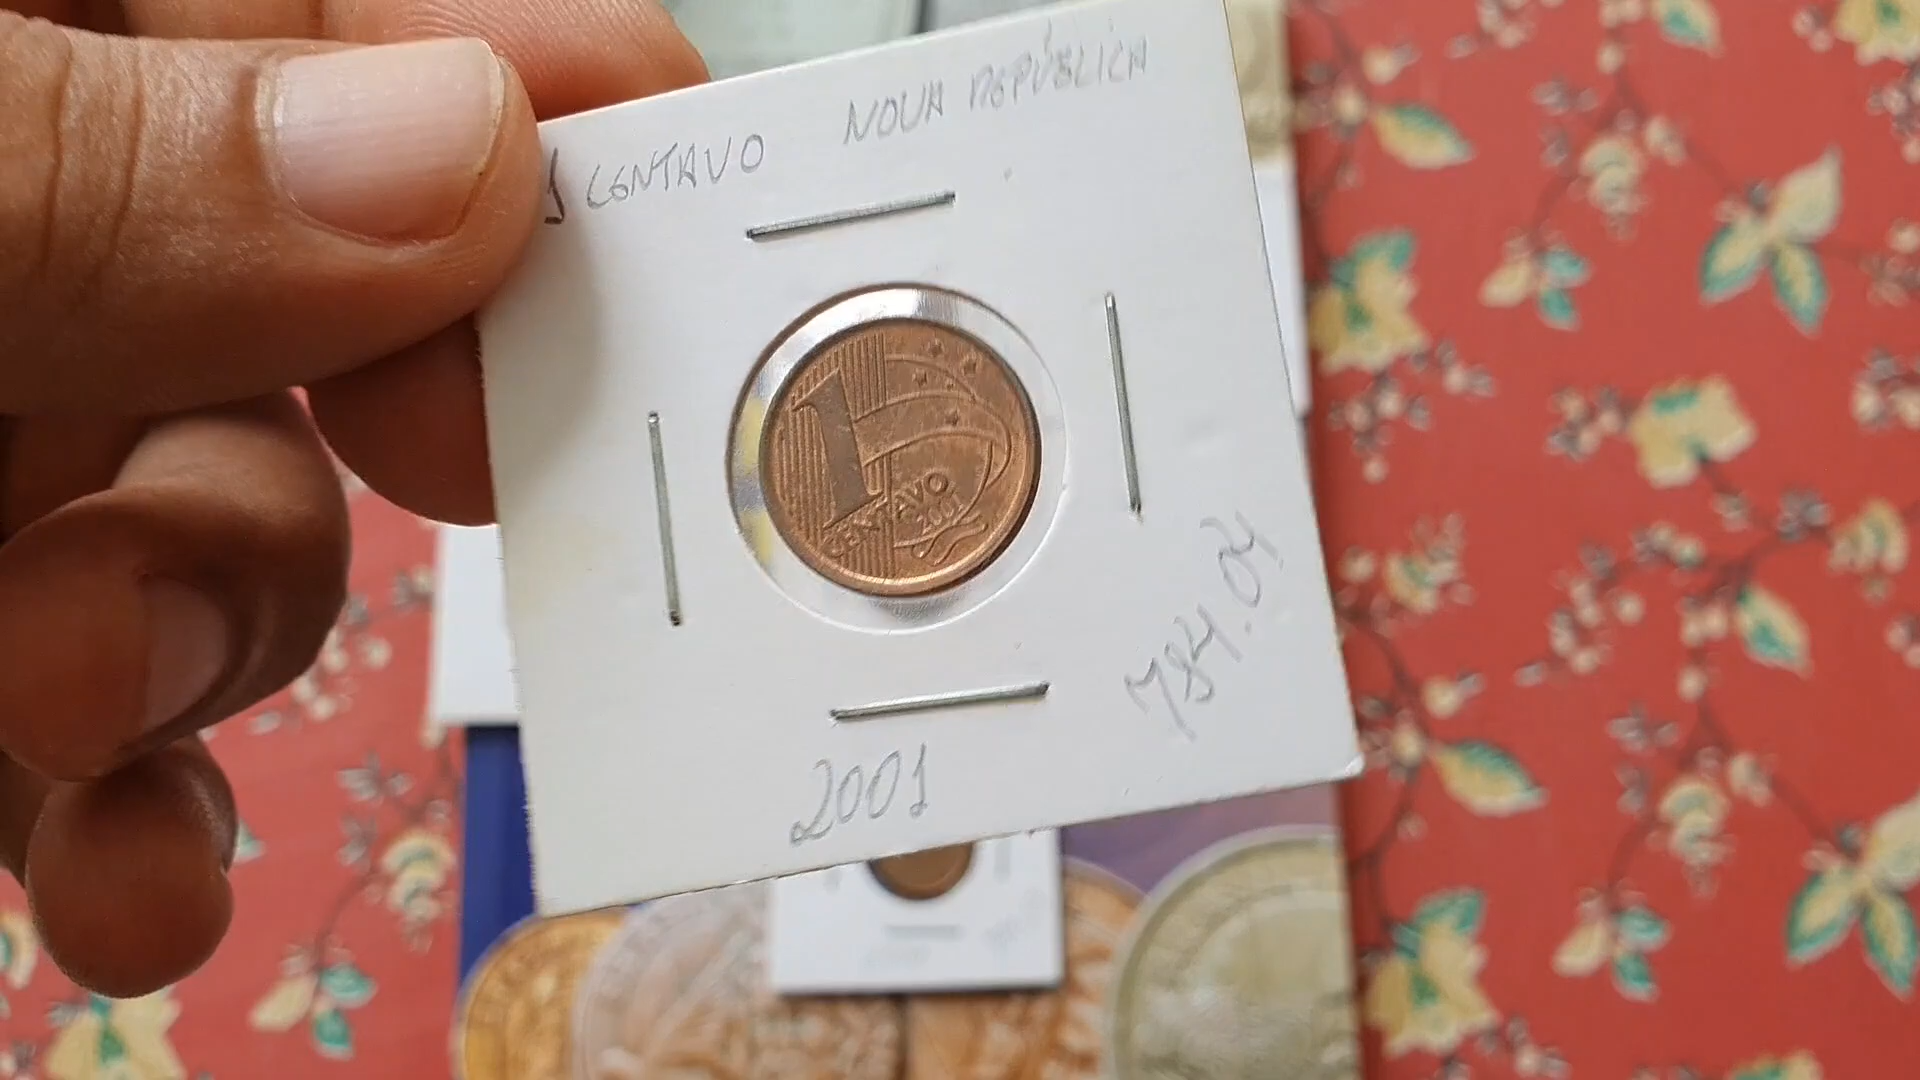 1 CENTAVO NOVA REPÚBLICA
1
CENTAVO
2001
784.04
2001